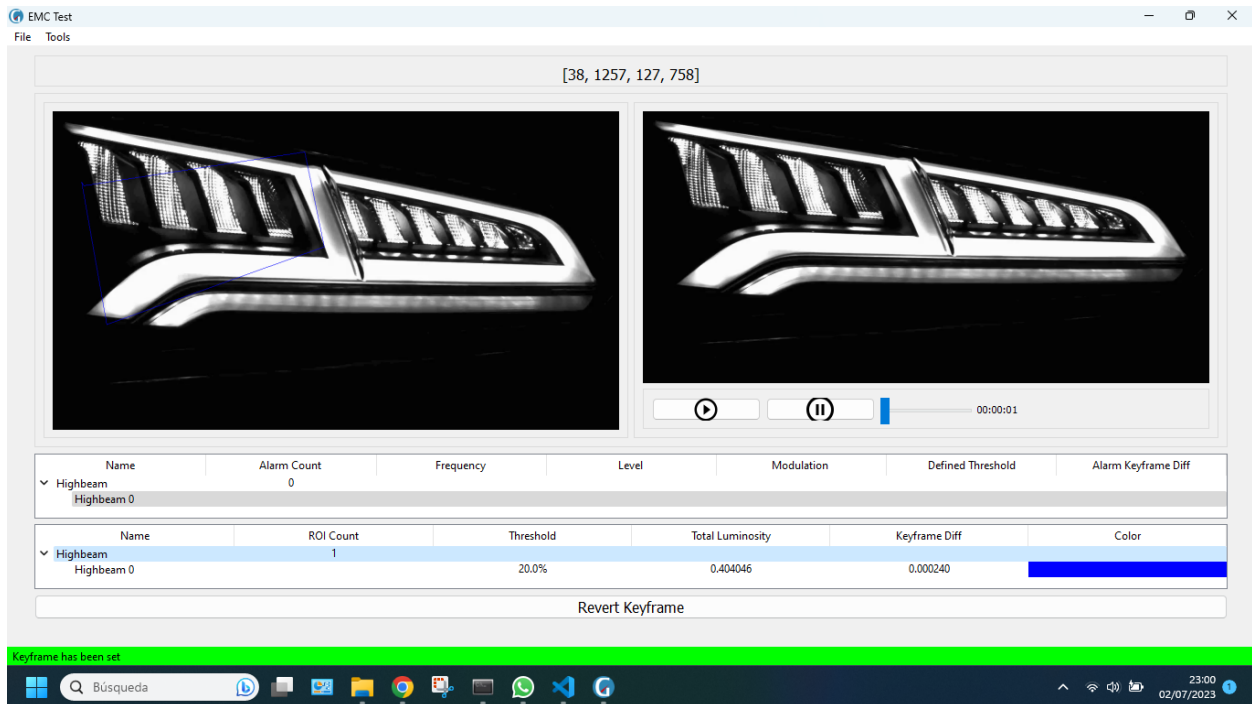 EMC Test
File Tools
[38, 1257, 127, 758]
00:00:01
Name Alarm Count Frequency Level Modulation Defined Threshold Alarm Keyframe Diff
Highbeam 0
Highbeam 0
Name ROI Count Threshold Total Luminosity Keyframe Diff Color
Highbeam 1
Highbeam 0 20.0% 0.404046 0.000240
Revert Keyframe
Keyframe has been set
Búsqueda
23:00
02/07/2023
1